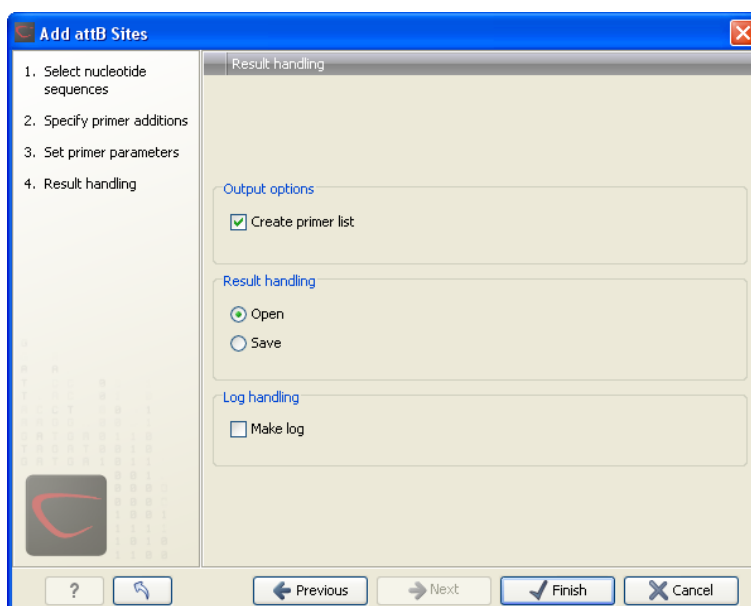 Add attB Sites
1. Select nucleotide
sequences
2. Specify primer additions
3. Set primer parameters
4. Result handling
Result handling
Output options
Create primer list
Result handling
Open
Save
Log handling
Make log
?
Previous
Next
Finish
Cancel